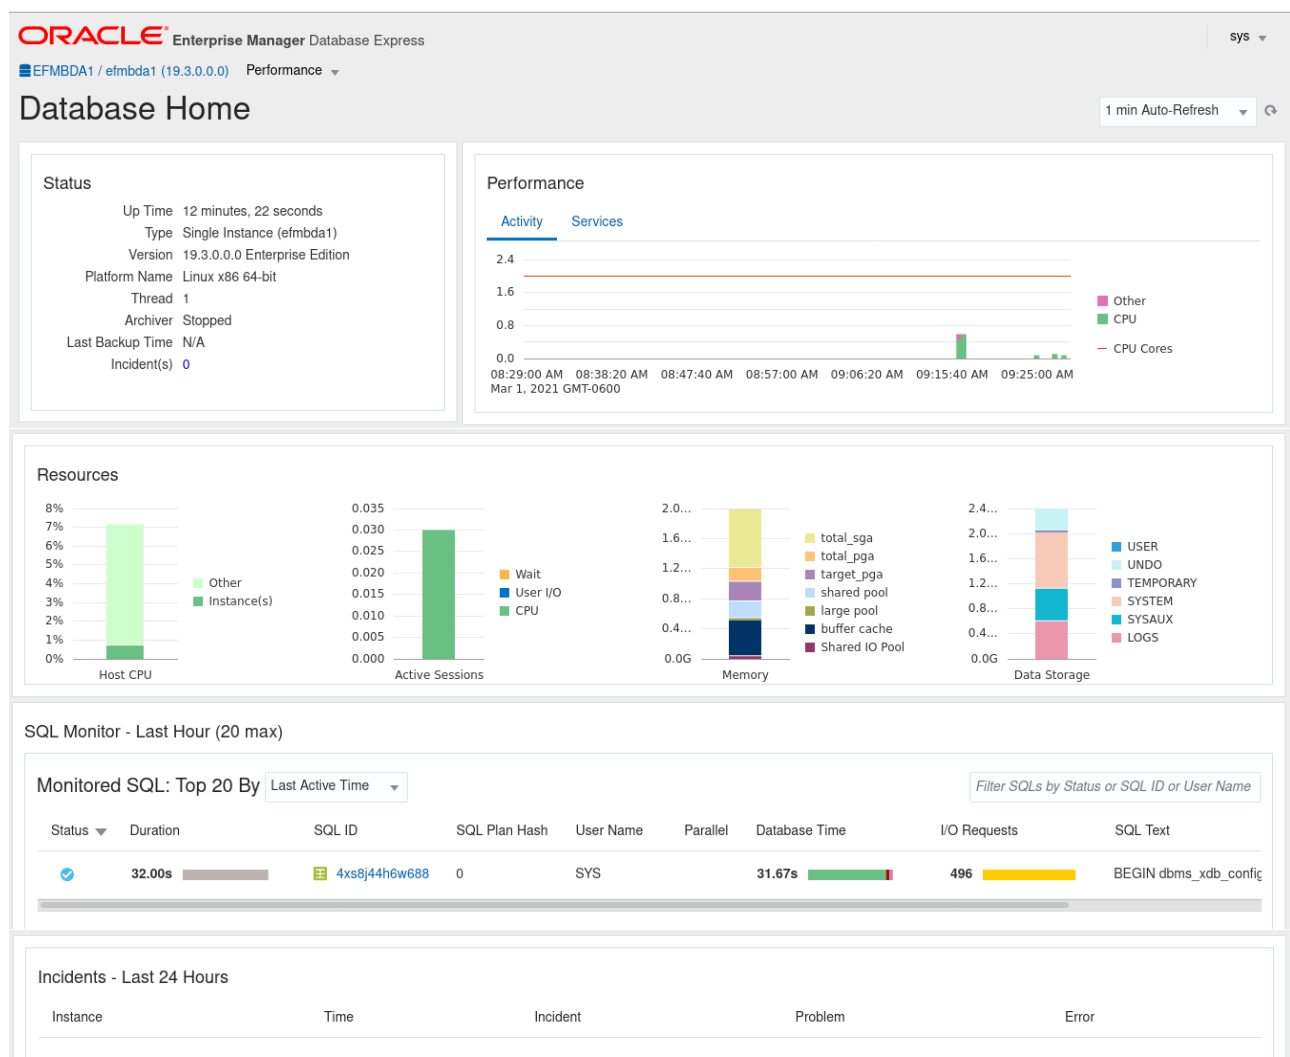 ORACLE Enterprise Manager Database Express
sys
EFMBDA1 / efmbda1 (19.3.0.0.0) Performance
Database Home
1 min Auto-Refresh
Status
Up Time 12 minutes, 22 seconds
Type Single Instance (efmbda1)
Version 19.3.0.0.0 Enterprise Edition
Platform Name Linux x86 64-bit
Thread 1
Archiver Stopped
Last Backup Time N/A
Incident(s) 0
Performance
Activity Services
2.4
1.6
0.8
0.0
08:29:00 AM 08:38:20 AM 08:47:40 AM 08:57:00 AM 09:06:20 AM 09:15:40 AM 09:25:00 AM
Mar 1, 2021 GMT-0600
Other
CPU
CPU Cores
Resources
8%
7%
6%
5%
4%
3%
2%
1%
0%
Host CPU
Other
Instance(s)
0.035
0.030
0.025
0.020
0.015
0.010
0.005
0.000
Active Sessions
Wait
User I/O
CPU
2.0...
1.6...
1.2...
0.8...
0.4...
0.0G
Memory
total_sga
total_pga
target_pga
shared pool
large pool
buffer cache
Shared IO Pool
2.4...
2.0...
1.6...
1.2...
0.8...
0.4...
0.0G
Data Storage
USER
UNDO
TEMPORARY
SYSTEM
SYSAUX
LOGS
SQL Monitor - Last Hour (20 max)
Monitored SQL: Top 20 By Last Active Time
Filter SQLs by Status or SQL ID or User Name
Status Duration SQL ID SQL Plan Hash User Name Parallel Database Time I/O Requests SQL Text
32.00s 4xs8j44h6w688 0 SYS 31.67s 496 BEGIN dbms_xdb_config
Incidents - Last 24 Hours
Instance Time Incident Problem Error